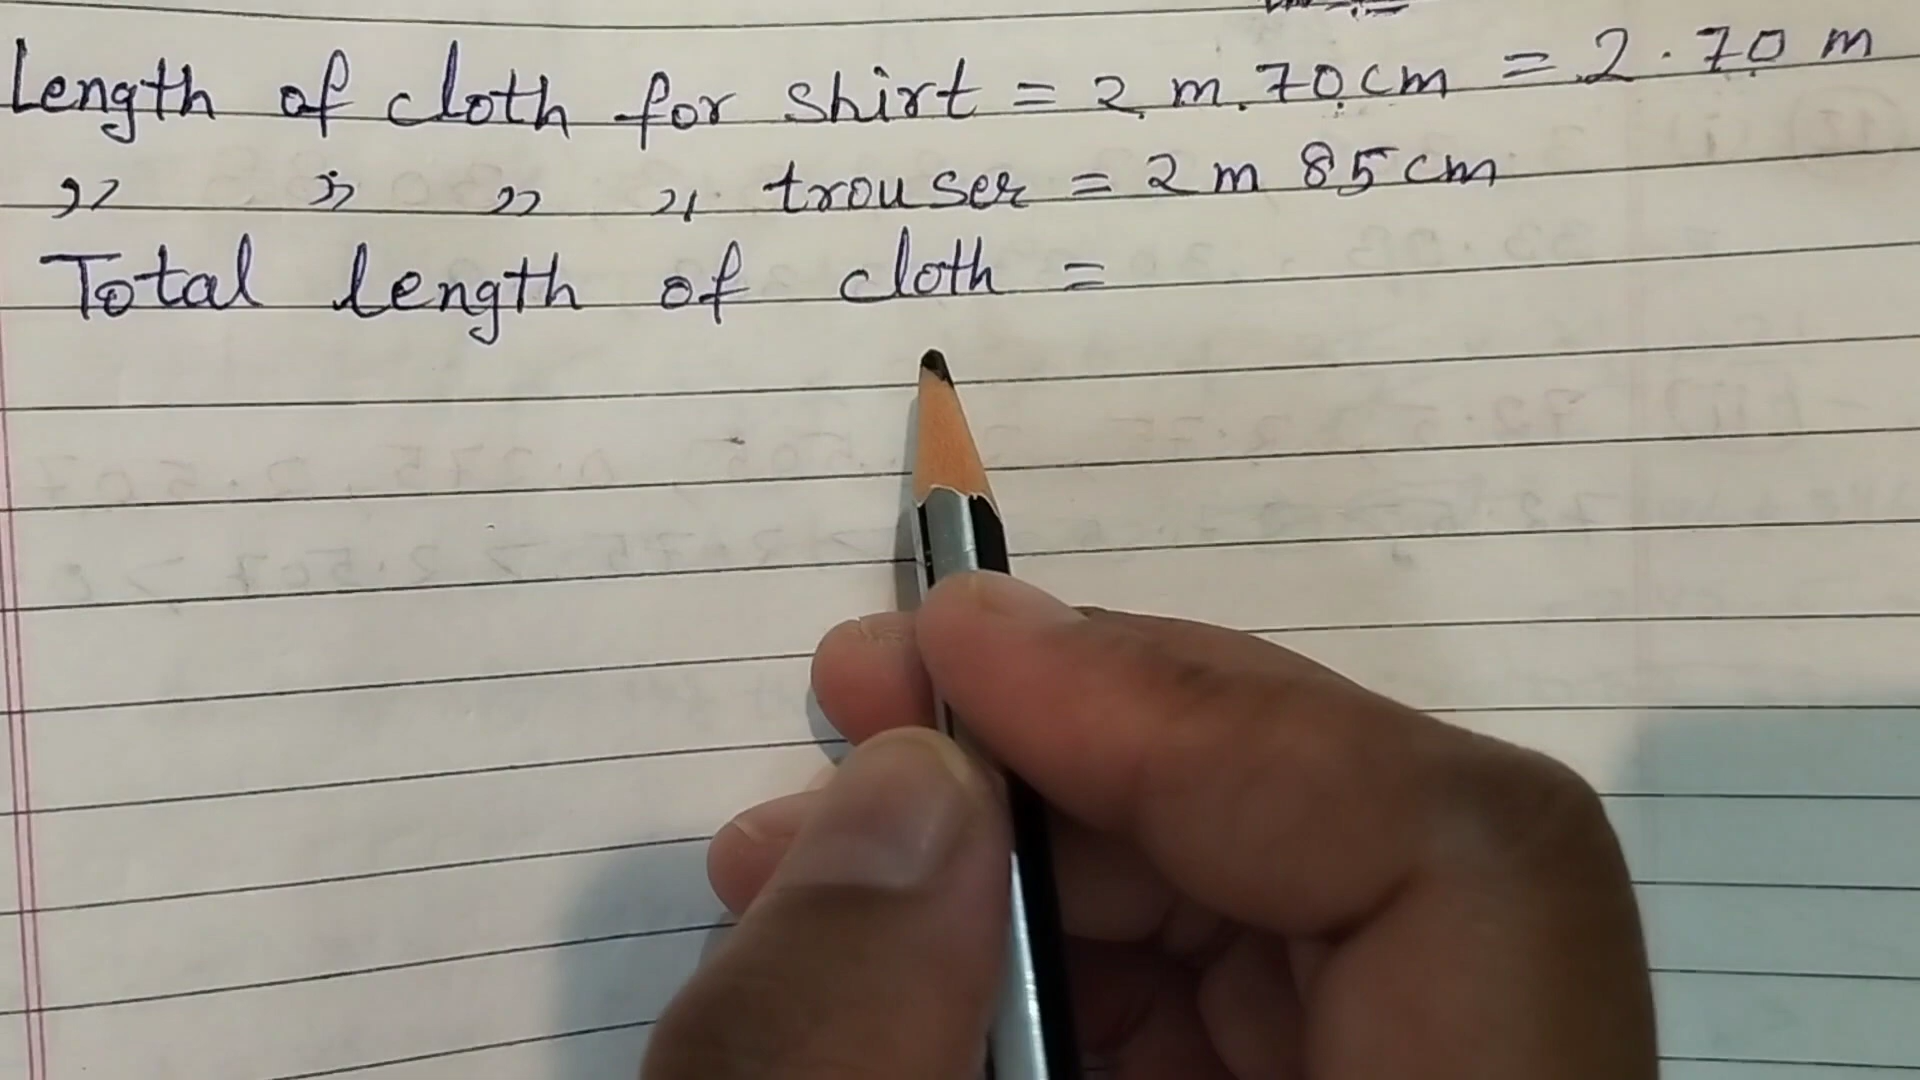 Length of cloth for shirt = 2 m 70 cm = 2.70 m
,, ,, ,, ,, trouser = 2 m 85 cm
Total length of cloth =